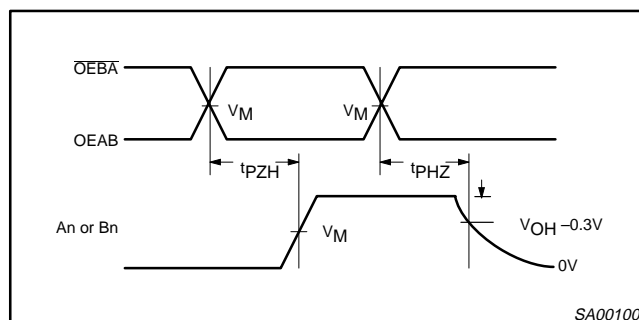 OEBA
VM VM
OEAB
tPZH tPHZ
An or Bn
VM
VOH –0.3V
0V
SA00100